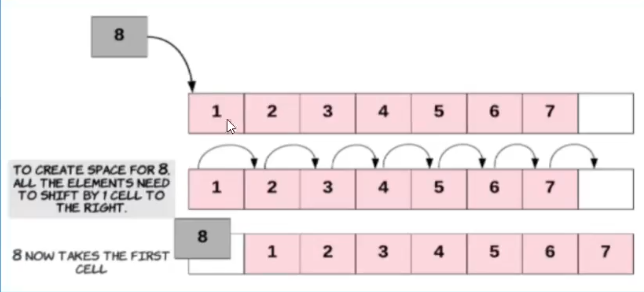 8
1 2 3 4 5 6 7
TO CREATE SPACE FOR 8,
ALL THE ELEMENTS NEED
TO SHIFT BY 1 CELL TO
THE RIGHT.
1 2 3 4 5 6 7
8 NOW TAKES THE FIRST
CELL
8 1 2 3 4 5 6 7